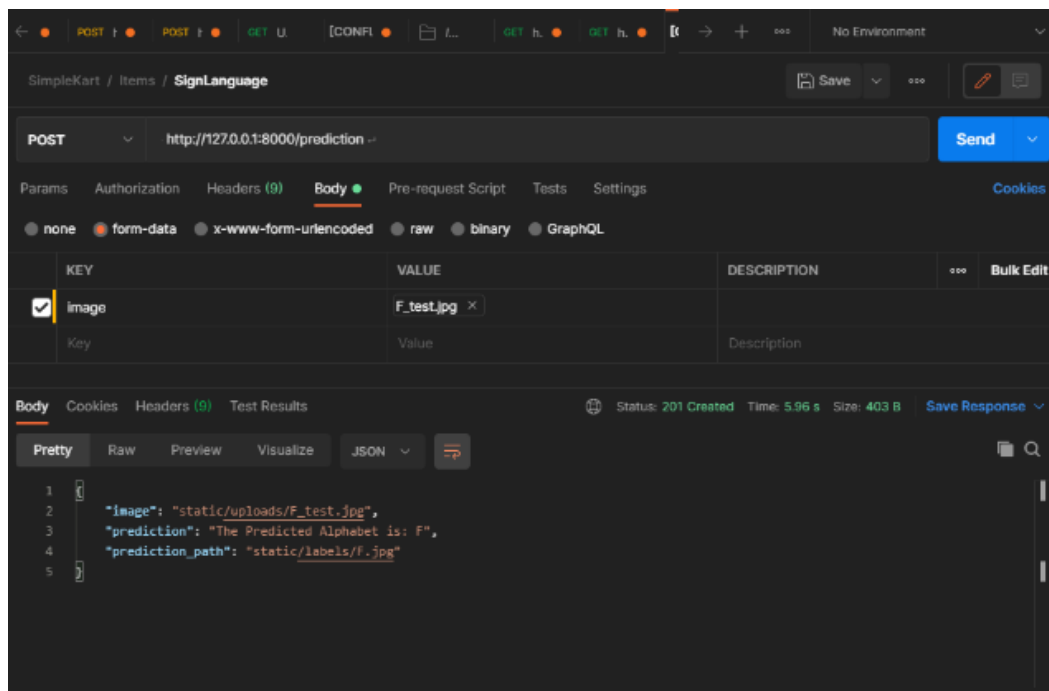 POST POST GET U. [CONFL GET h. GET h. No Environment
SimpleKart / Items / SignLanguage Save
POST http://127.0.0.1:8000/prediction Send
Params Authorization Headers (9) Body Pre-request Script Tests Settings Cookies
none form-data x-www-form-urlencoded raw binary GraphQL
KEY VALUE DESCRIPTION Bulk Edit
image F_test.jpg
Key Value Description
Body Cookies Headers (9) Test Results Status: 201 Created Time: 5.96 s Size: 403 B Save Response
Pretty Raw Preview Visualize JSON
1 {
2 "image": "static/uploads/F_test.jpg",
3 "prediction": "The Predicted Alphabet is: F",
4 "prediction_path": "static/labels/F.jpg"
5 }